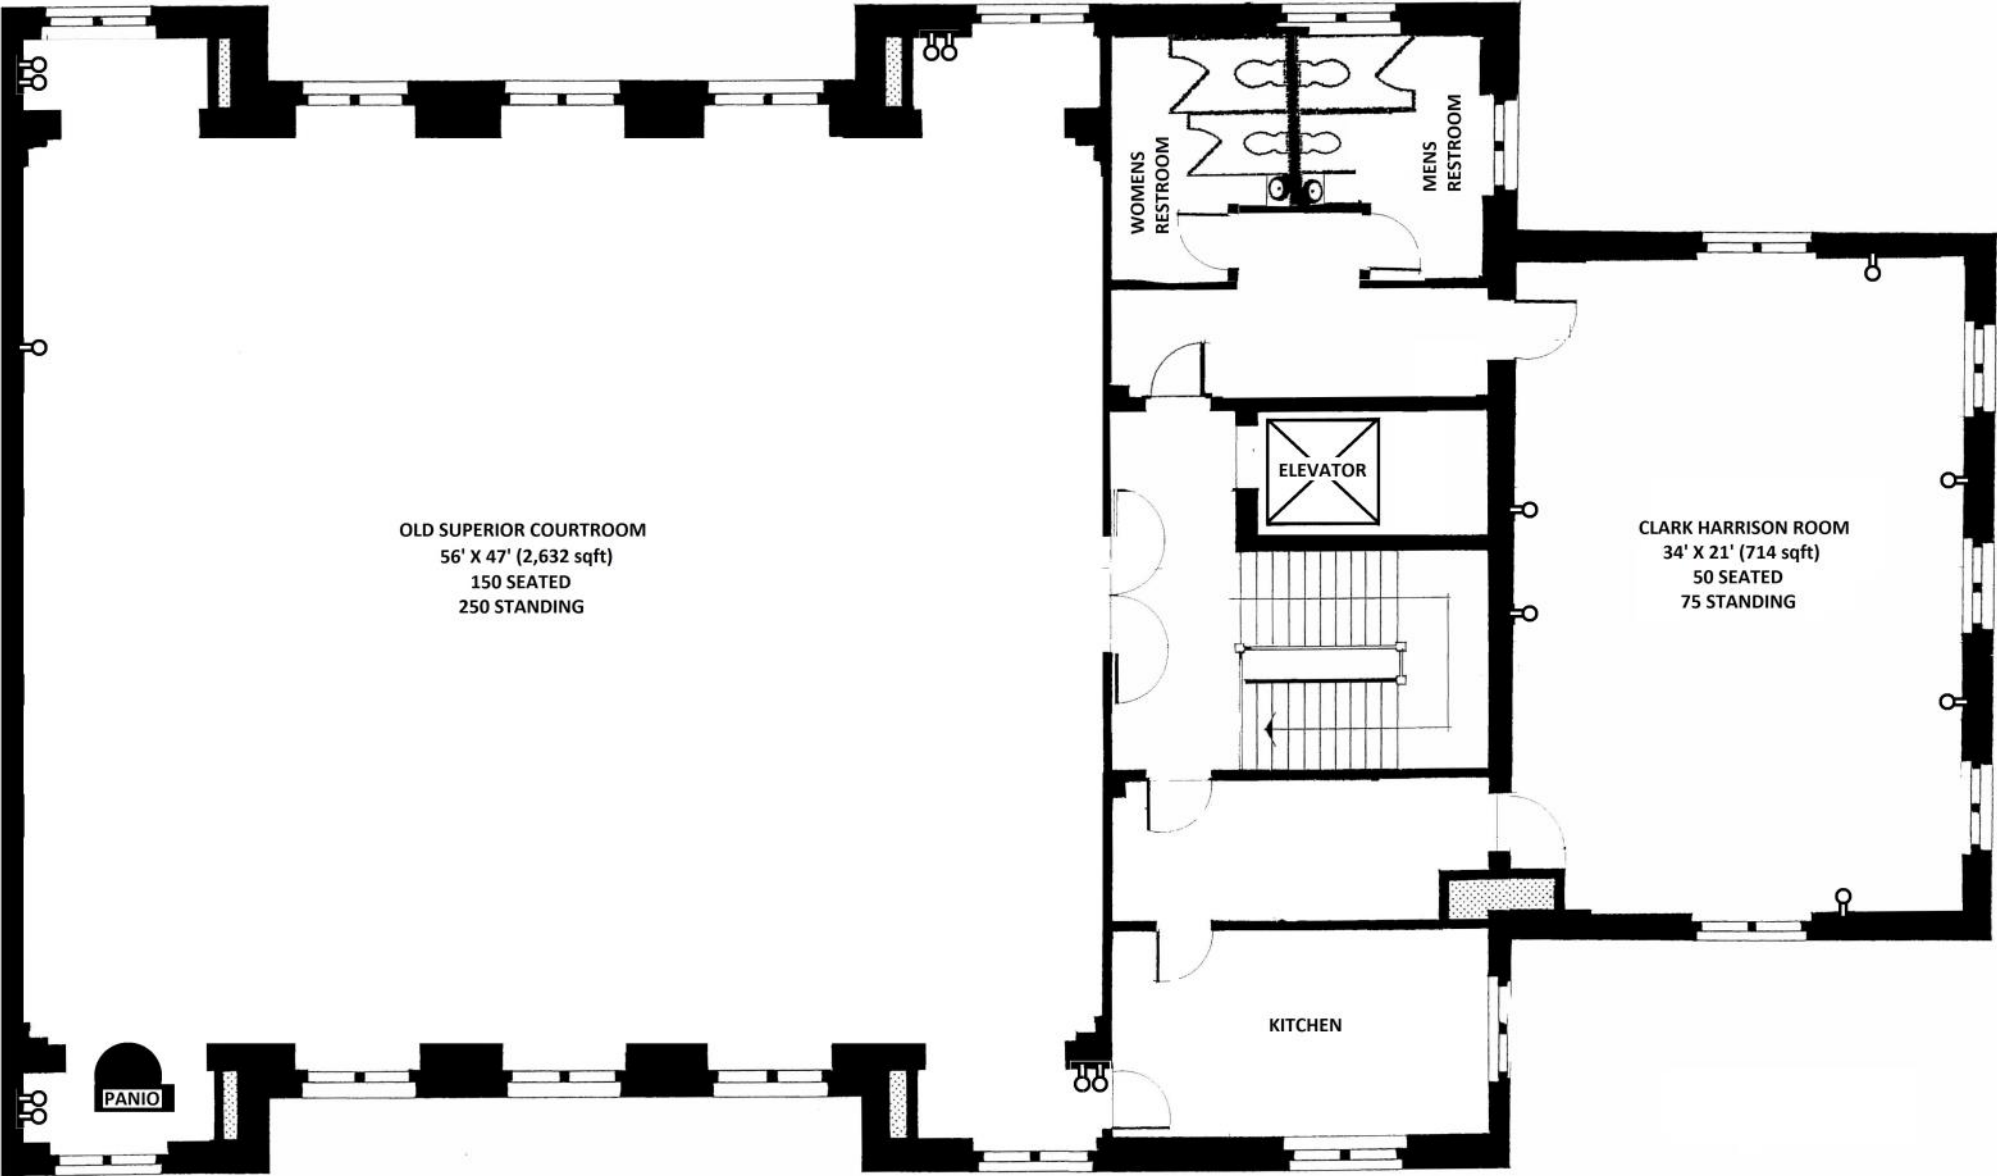 WOMENS
RESTROOM
MENS
RESTROOM
ELEVATOR
OLD SUPERIOR COURTROOM
56' X 47' (2,632 sqft)
150 SEATED
250 STANDING
CLARK HARRISON ROOM
34' X 21' (714 sqft)
50 SEATED
75 STANDING
KITCHEN
PANIO